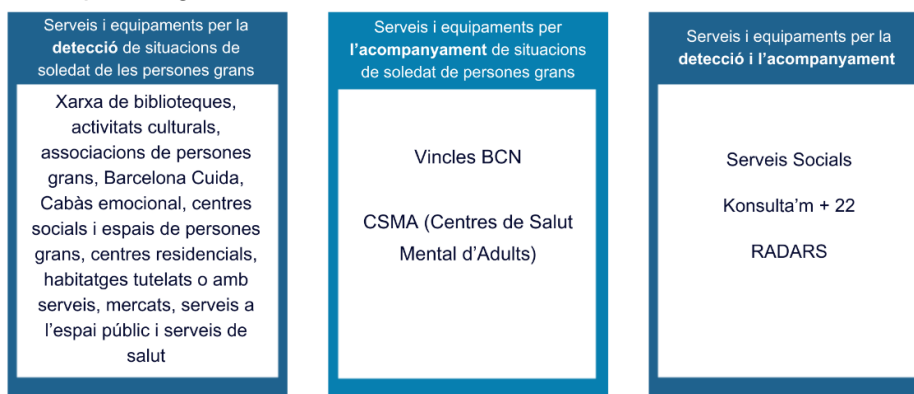 Serveis i equipaments per la
detecció de situacions de
soledat de les persones grans
Xarxa de biblioteques,
activitats culturals,
associacions de persones
grans, Barcelona Cuida,
Cabàs emocional, centres
socials i espais de persones
grans, centres residencials,
habitatges tutelats o amb
serveis, mercats, serveis a
l’espai públic i serveis de
salut
Serveis i equipaments per
l’acompanyament de situacions
de soledat de persones grans
Vincles BCN
CSMA (Centres de Salut
Mental d’Adults)
Serveis i equipaments per la
detecció i l’acompanyament
Serveis Socials
Konsulta’m + 22
RADARS